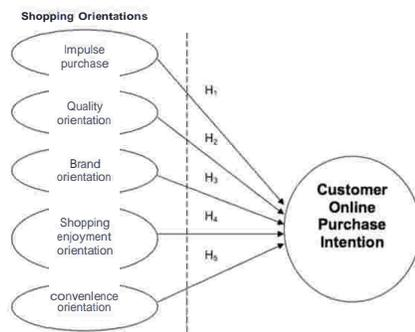 Shopping Orientations
Impulse
purchase
H₁
Quality
orientation
H₂
Brand
orientation
H₃
Customer
Online
Purchase
Intention
Shopping
enjoyment
orientation
H₄
H₅
convenlence
orientation